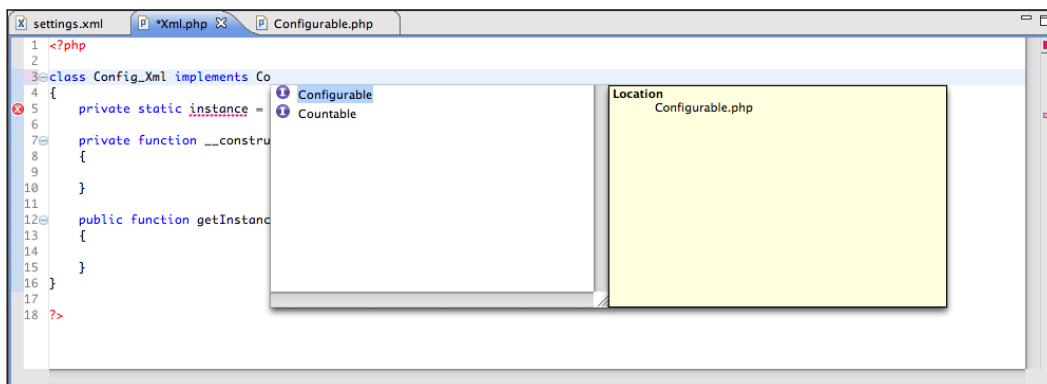 settings.xml *Xml.php Configurable.php
1 <?php
2
3 class Config_Xml implements Co
4 {
5 private static instance =
6
7 private function __constru
8 {
9
10 }
11
12 public function getInstanc
13 {
14
15 }
16 }
17
18 ?>
Configurable
Countable
Location
Configurable.php